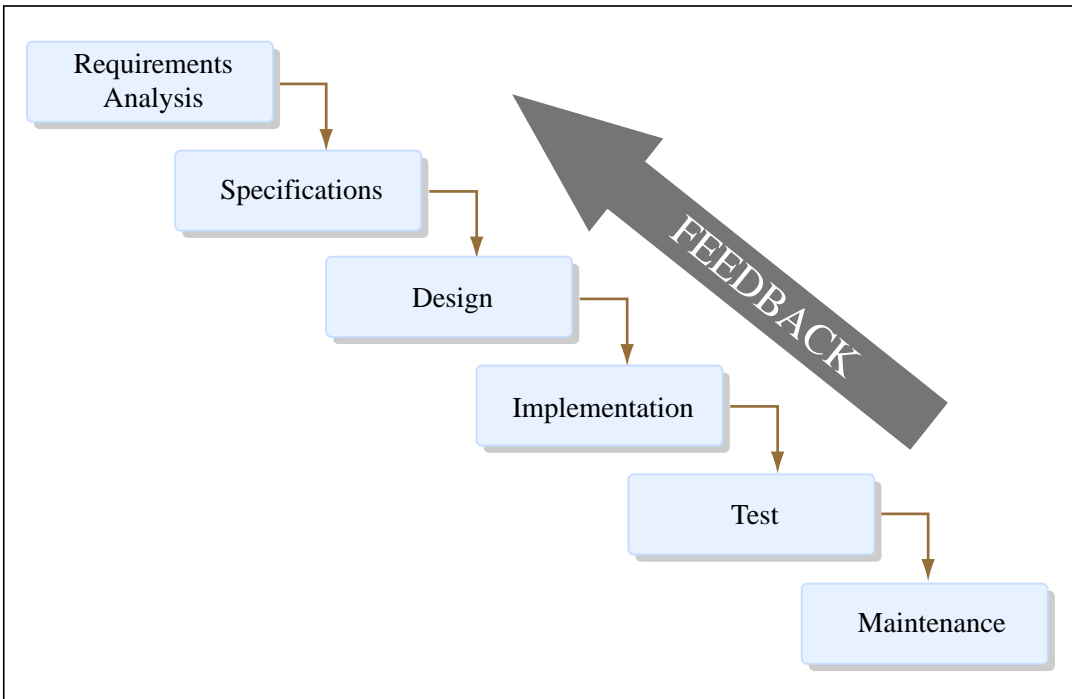 Requirements
Analysis
Specifications
FEEDBACK
Design
Implementation
Test
Maintenance